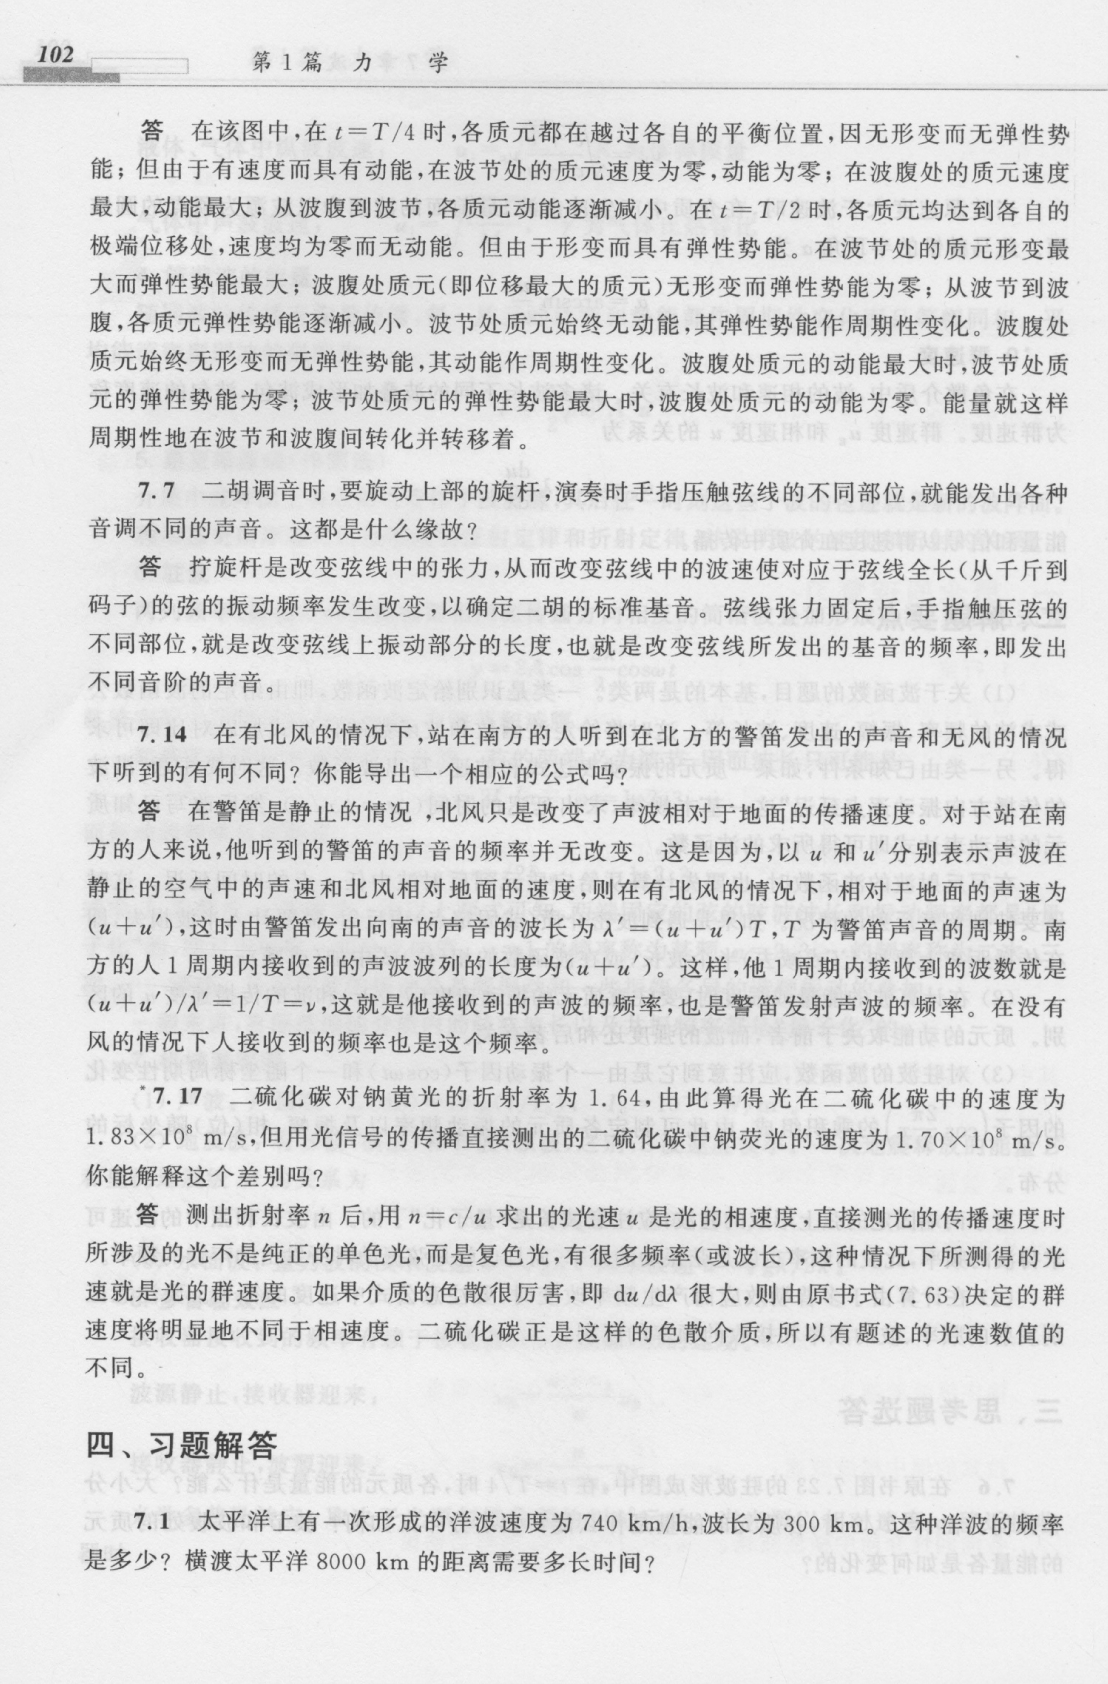 102
第1篇 力 学
答 在该图中,在 t=T/4 时,各质元都在越过各自的平衡位置,因无形变而无弹性势
能；但由于有速度而具有动能,在波节处的质元速度为零,动能为零；在波腹处的质元速度
最大,动能最大；从波腹到波节,各质元动能逐渐减小。在 t=T/2 时,各质元均达到各自的
极端位移处,速度均为零而无动能。但由于形变而具有弹性势能。在波节处的质元形变最
大而弹性势能最大；波腹处质元(即位移最大的质元)无形变而弹性势能为零；从波节到波
腹,各质元弹性势能逐渐减小。波节处质元始终无动能,其弹性势能作周期性变化。波腹处
质元始终无形变而无弹性势能,其动能作周期性变化。波腹处质元的动能最大时,波节处质
元的弹性势能为零；波节处质元的弹性势能最大时,波腹处质元的动能为零。能量就这样
周期性地在波节和波腹间转化并转移着。
7.7 二胡调音时,要旋动上部的旋杆,演奏时手指压触弦线的不同部位,就能发出各种
音调不同的声音。这都是什么缘故?
答 拧旋杆是改变弦线中的张力,从而改变弦线中的波速使对应于弦线全长(从千斤到
码子)的弦的振动频率发生改变,以确定二胡的标准基音。弦线张力固定后,手指触压弦的
不同部位,就是改变弦线上振动部分的长度,也就是改变弦线所发出的基音的频率,即发出
不同音阶的声音。
7.14 在有北风的情况下,站在南方的人听到在北方的警笛发出的声音和无风的情况
下听到的有何不同? 你能导出一个相应的公式吗?
答 在警笛是静止的情况 ,北风只是改变了声波相对于地面的传播速度。对于站在南
方的人来说,他听到的警笛的声音的频率并无改变。这是因为,以 u 和 u′分别表示声波在
静止的空气中的声速和北风相对地面的速度,则在有北风的情况下,相对于地面的声速为
(u+u′),这时由警笛发出向南的声音的波长为 λ′=(u+u′)T,T 为警笛声音的周期。南
方的人 1 周期内接收到的声波波列的长度为(u+u′)。这样,他 1 周期内接收到的波数就是
(u+u′)/λ′=1/T=ν,这就是他接收到的声波的频率,也是警笛发射声波的频率。在没有
风的情况下人接收到的频率也是这个频率。
*7.17 二硫化碳对钠黄光的折射率为 1.64,由此算得光在二硫化碳中的速度为
1.83×10⁸ m/s,但用光信号的传播直接测出的二硫化碳中钠荧光的速度为 1.70×10⁸ m/s。
你能解释这个差别吗?
答 测出折射率 n 后,用 n=c/u 求出的光速 u 是光的相速度,直接测光的传播速度时
所涉及的光不是纯正的单色光,而是复色光,有很多频率(或波长),这种情况下所测得的光
速就是光的群速度。如果介质的色散很厉害,即 du/dλ 很大,则由原书式(7.63)决定的群
速度将明显地不同于相速度。二硫化碳正是这样的色散介质,所以有题述的光速数值的
不同。
四、习题解答
7.1 太平洋上有一次形成的洋波速度为 740 km/h,波长为 300 km。这种洋波的频率
是多少? 横渡太平洋 8000 km 的距离需要多长时间?